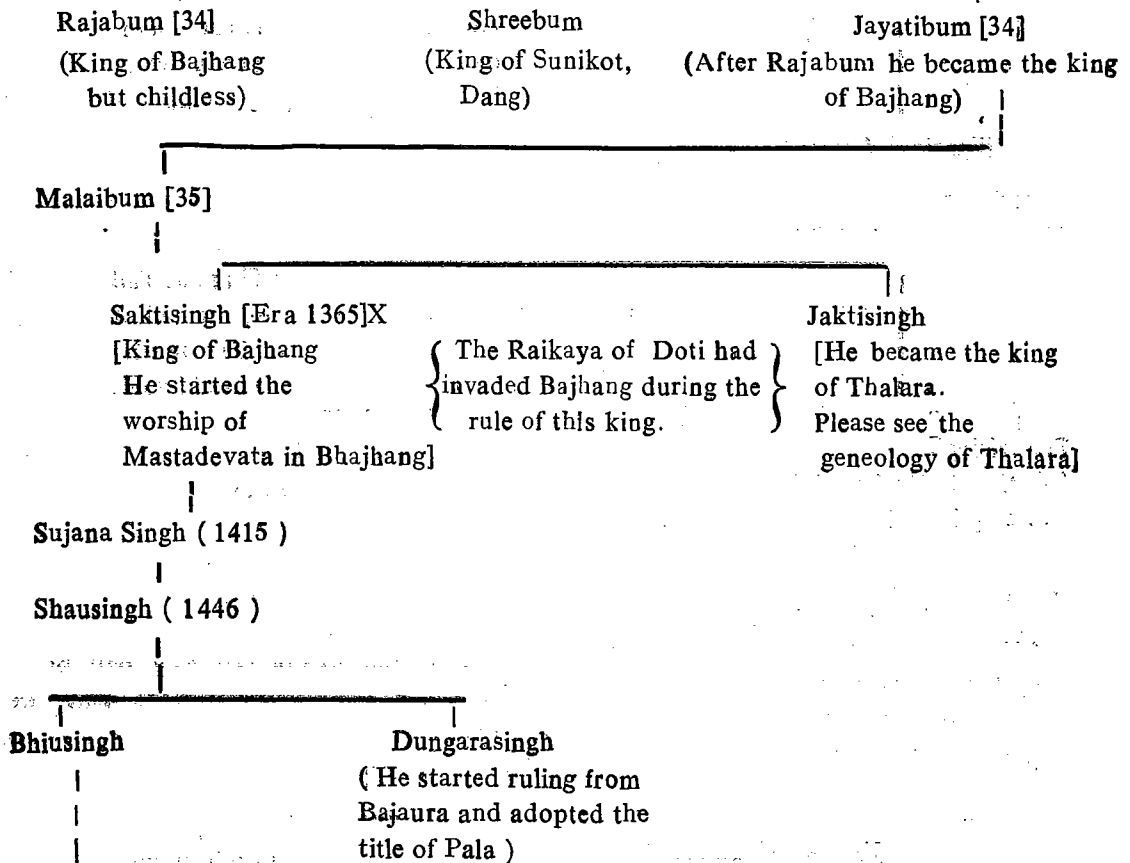 Rajabum [34] Shreebum Jayatibum [34]
(King of Bajhang (King of Sunikot, (After Rajabum he became the king
but childless) Dang) of Bajhang)
Malaibum [35]
Saktisingh [Era 1365]X Jaktisingh
[King of Bajhang ( The Raikaya of Doti had ) [He became the king
He started the {invaded Bajhang during the } of Thalara.
worship of ( rule of this king. ) Please see the
Mastadevata in Bhajhang] geneology of Thalara]
Sujana Singh ( 1415 )
Shausingh ( 1446 )
Bhiusingh Dungarasingh
( He started ruling from
Bajaura and adopted the
title of Pala )